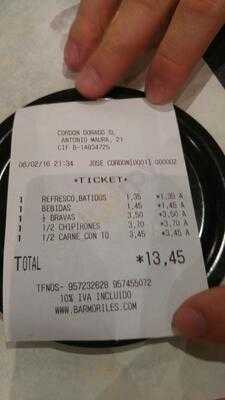 CORDON DORADO SL
ANTONIO MAURA, 21
CIF B-14834725
06/02/16 21:34 JOSE CORDON[0001] 000002
*TICKET*
1 REFRESCO,BATIDOS 1,35 *1,35 A
1 BEBIDAS 1,45 *1,45 A
1 ½ BRAVAS 3,50 *3,50 A
1 1/2 CHIPIRONES 3,70 *3,70 A
1 1/2 CARNE CON TO 3,45 *3,45 A
TOTAL *13,45
TFNOS- 957232628 957455072
10% IVA INCLUIDO
WWW.BARMORILES.COM